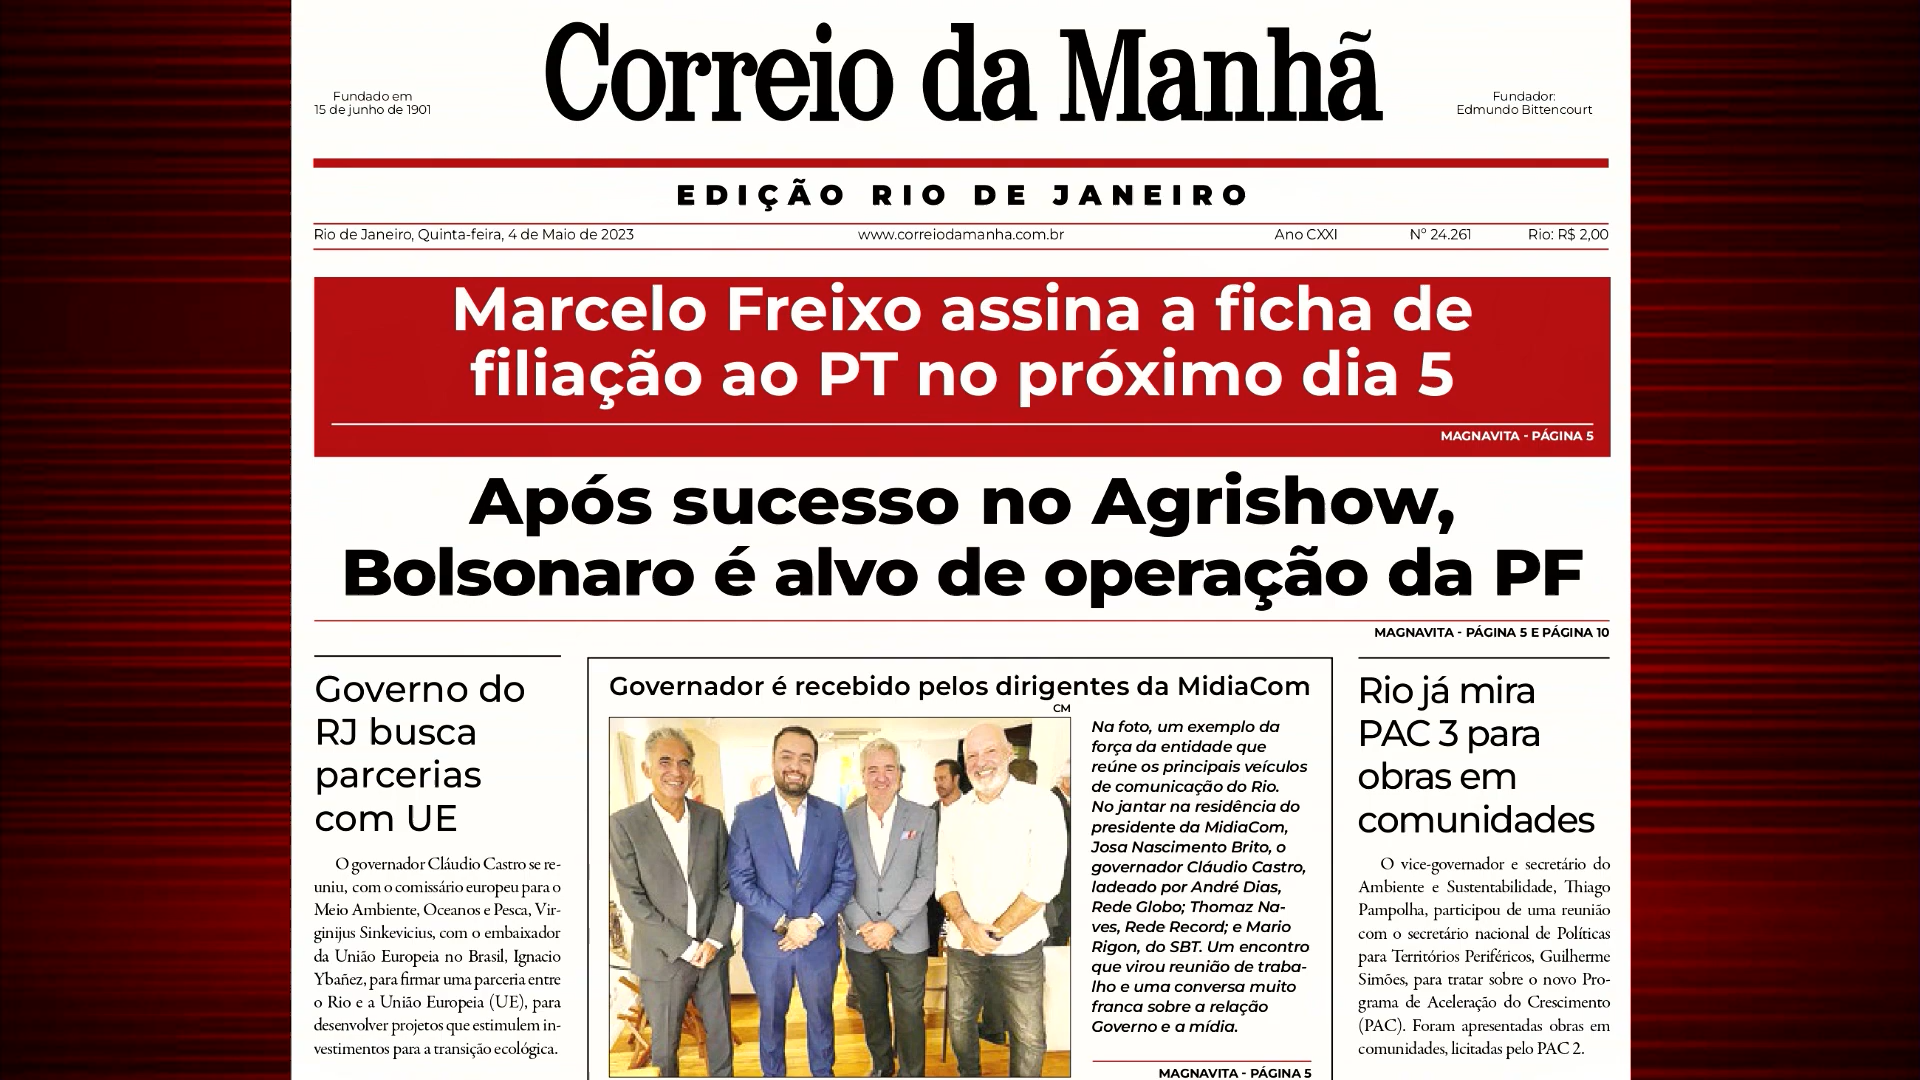 Correio da Manhã
Fundado em
15 de junho de 1901
Fundador:
Edmundo Bittencourt
EDIÇÃO RIO DE JANEIRO
Rio de Janeiro, Quinta-feira, 4 de Maio de 2023
www.correiodamanha.com.br
Ano CXXI
Nº 24.261
Rio: R$ 2,00
Marcelo Freixo assina a ficha de
filiação ao PT no próximo dia 5
MAGNAVITA - PÁGINA 5
Após sucesso no Agrishow,
Bolsonaro é alvo de operação da PF
MAGNAVITA - PÁGINA 5 E PÁGINA 10
Governo do
RJ busca
parcerias
com UE
O governador Cláudio Castro se re-
uniu, com o comissário europeu para o
Meio Ambiente, Oceanos e Pesca, Vir-
ginijus Sinkevicius, com o embaixador
da União Europeia no Brasil, Ignacio
Ybañez, para firmar uma parceria entre
o Rio e a União Europeia (UE), para
desenvolver projetos que estimulem in-
vestimentos para a transição ecológica.
Governador é recebido pelos dirigentes da MidiaCom
CM
Na foto, um exemplo da
força da entidade que
reúne os principais veículos
de comunicação do Rio.
No jantar na residência do
presidente da MidiaCom,
Josa Nascimento Brito, o
governador Cláudio Castro,
ladeado por André Dias,
Rede Globo; Thomaz Na-
ves, Rede Record; e Mario
Rigon, do SBT. Um encontro
que virou reunião de traba-
lho e uma conversa muito
franca sobre a relação
Governo e a mídia.
MAGNAVITA - PÁGINA 5
Rio já mira
PAC 3 para
obras em
comunidades
O vice-governador e secretário do
Ambiente e Sustentabilidade, Thiago
Pampolha, participou de uma reunião
com o secretário nacional de Políticas
para Territórios Periféricos, Guilherme
Simões, para tratar sobre o novo Pro-
grama de Aceleração do Crescimento
(PAC). Foram apresentadas obras em
comunidades, licitadas pelo PAC 2.